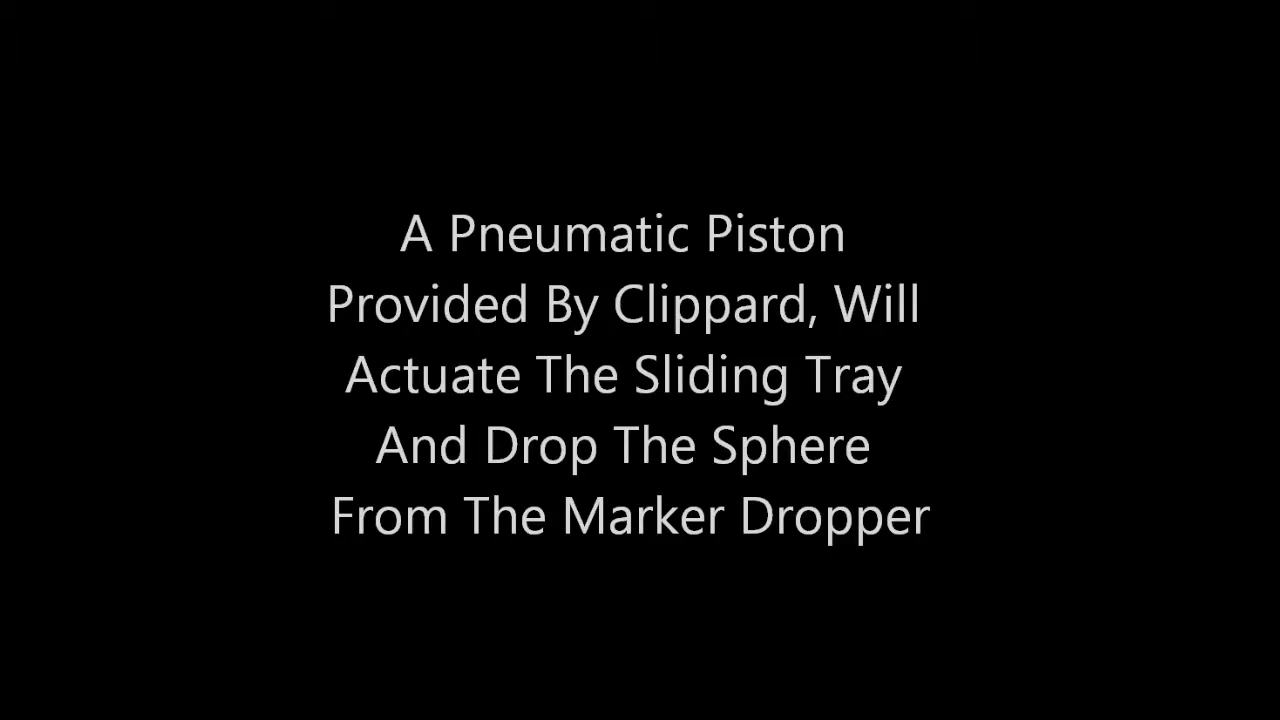 A Pneumatic Piston
Provided By Clippard, Will
Actuate The Sliding Tray
And Drop The Sphere
From The Marker Dropper